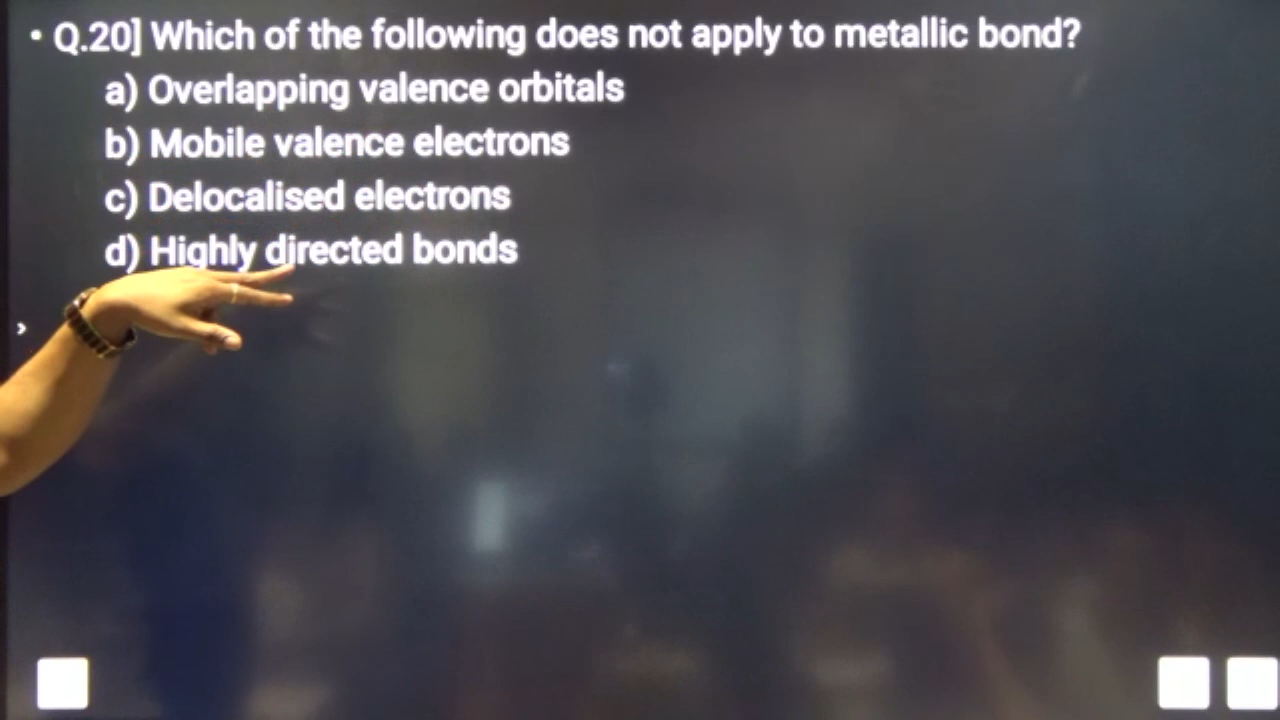 • Q.20] Which of the following does not apply to metallic bond?
a) Overlapping valence orbitals
b) Mobile valence electrons
c) Delocalised electrons
d) Highly directed bonds